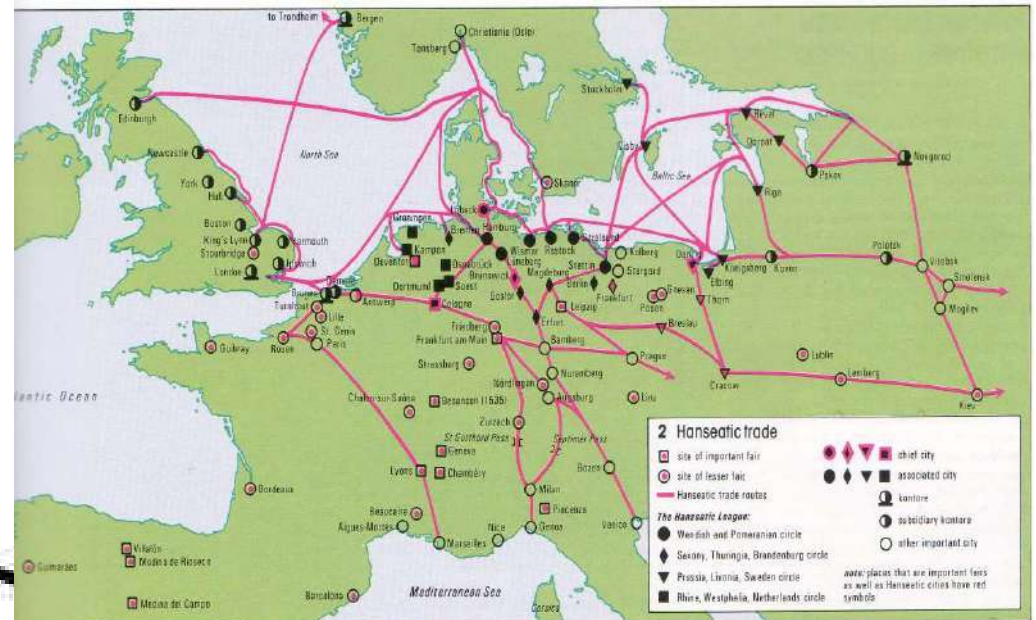 to Trondheim
Bergen
Christiania (Oslo)
Tønsberg
Stockholm
Edinburgh
Reval
Visby
Dorpat
North Sea
Newcastle
Novgorod
Baltic Sea
Pskov
York
Skanör
Hull
Riga
Lübeck
Boston
Groningen
Hamburg
Bremen
Stralsund
King's Lynn
Yarmouth
Wismar
Rostock
Kolberg
Danzig
Polotsk
Stourbridge
Kampen
Lüneburg
Königsberg
Kovno
Vitebsk
Deventer
Osnabrück
Magdeburg
Stettin
Stargard
Elbing
London
Ipswich
Brunswick
Berlin
Smolensk
Dortmund
Soest
Goslar
Frankfurt
Gnesen
Posen
Thorn
Bruges
Antwerp
Cologne
Leipzig
Mogilev
Turnhout
Lille
Erfurt
Breslau
St. Denis
Friedberg
Rouen
Paris
Frankfurt am Main
Bamberg
Guibray
Prague
Lublin
Strassburg
Nuremberg
Cracow
Lemberg
Nördlingen
Kiev
Atlantic Ocean
Chalon-sur-Saône
Besançon (1535)
Augsburg
Linz
Zurzach
St Gotthard Pass
Septimer Pass
Geneva
Bozen
Lyons
Chambéry
Bordeaux
Milan
Beaucaire
Piacenza
Aigues-Mortes
Nice
Genoa
Venice
Marseilles
Villalón
Medina de Rioseco
Guimarães
Medina del Campo
Barcelona
Mediterranean Sea
Corsica
2 Hanseatic trade
site of important fair
site of lesser fair
Hanseatic trade routes
The Hanseatic League:
Wendish and Pomeranian circle
Saxony, Thuringia, Brandenburg circle
Prussia, Livonia, Sweden circle
Rhine, Westphalia, Netherlands circle
chief city
associated city
kontore
subsidiary kontore
other important city
note: places that are important fairs
as well as Hanseatic cities have red
symbols